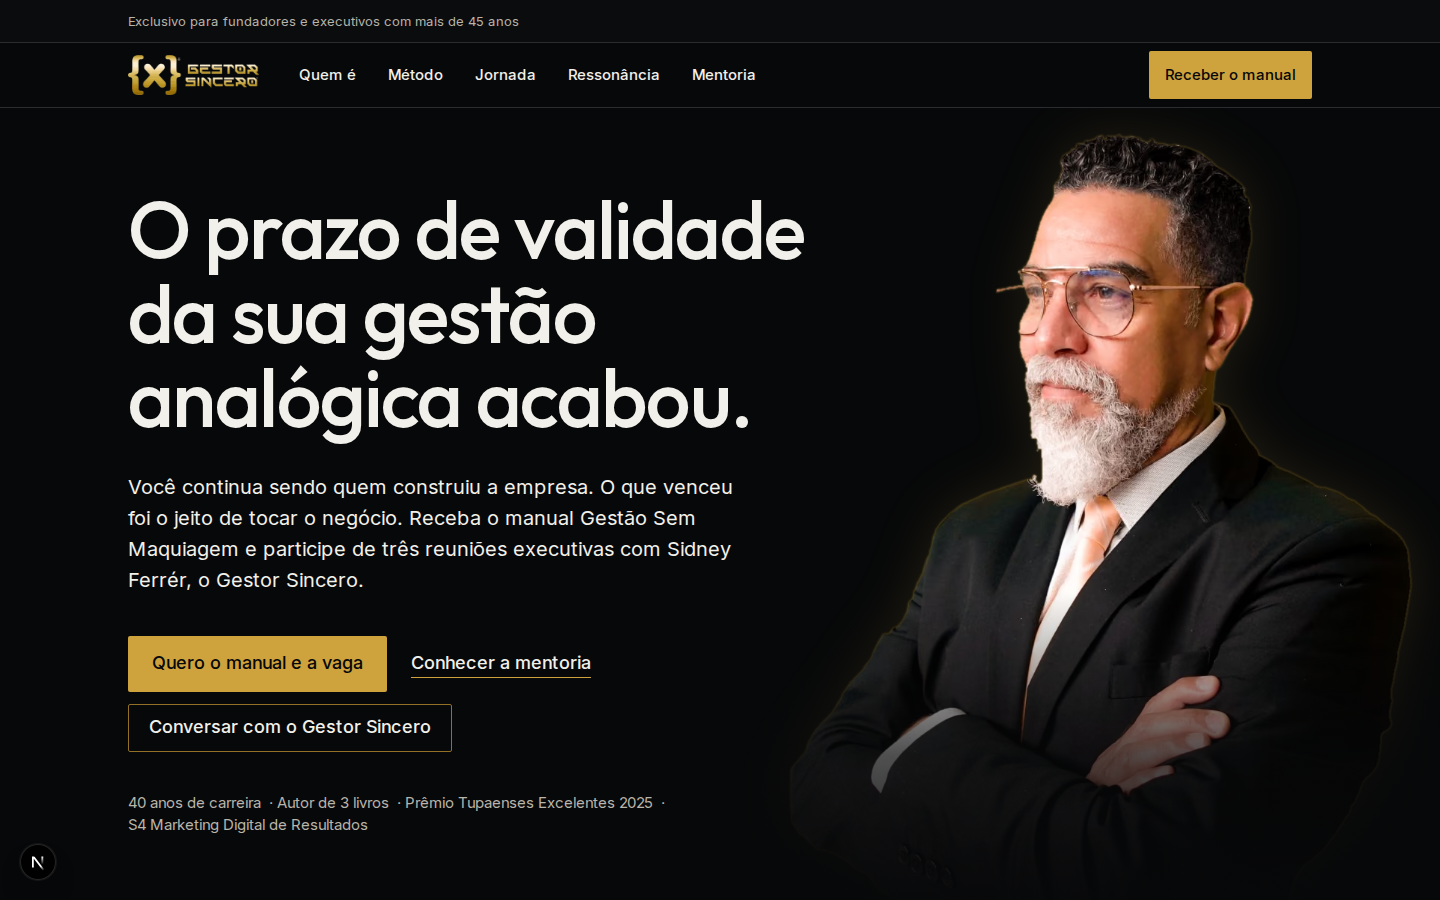 Exclusivo para fundadores e executivos com mais de 45 anos
{X} GESTOR
SINCERO
Quem é
Método
Jornada
Ressonância
Mentoria
Receber o manual
O prazo de validade
da sua gestão
analógica acabou.
Você continua sendo quem construiu a empresa. O que venceu
foi o jeito de tocar o negócio. Receba o manual Gestão Sem
Maquiagem e participe de três reuniões executivas com Sidney
Ferrér, o Gestor Sincero.
Quero o manual e a vaga
Conhecer a mentoria
Conversar com o Gestor Sincero
40 anos de carreira · Autor de 3 livros · Prêmio Tupaenses Excelentes 2025 ·
S4 Marketing Digital de Resultados
N